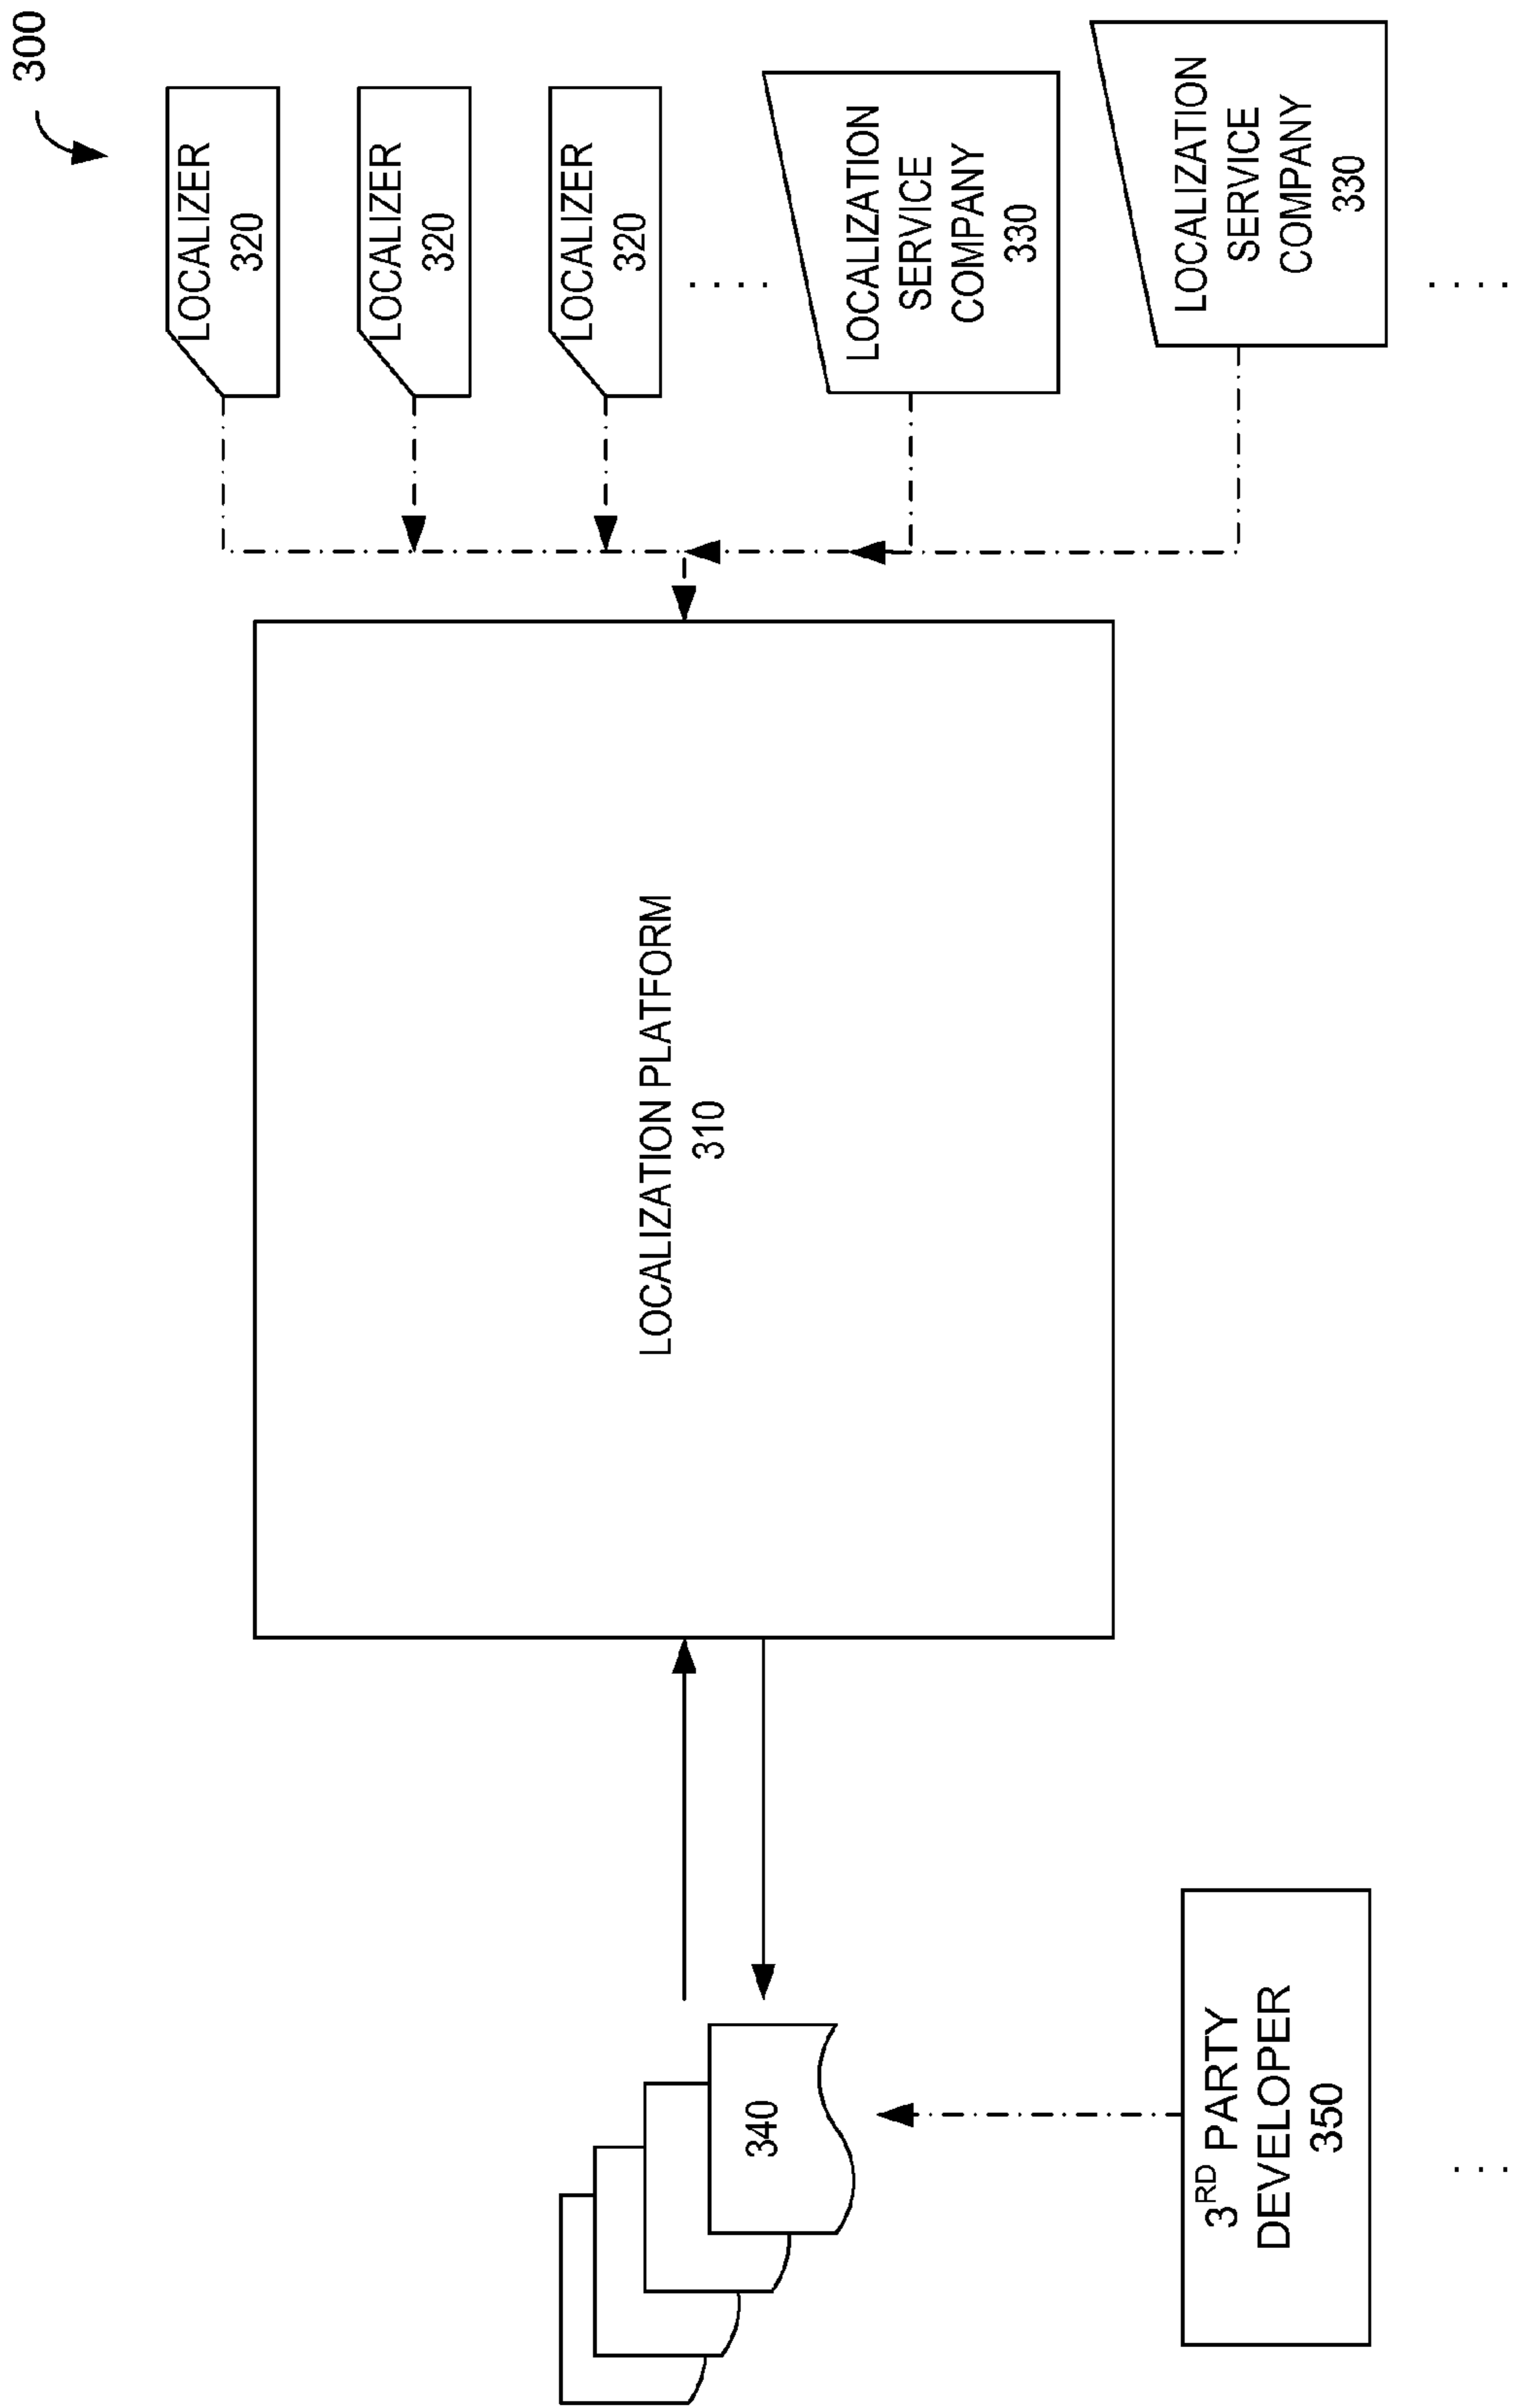 300
LOCALIZER
320
LOCALIZER
320
LOCALIZER
320
. . . .
LOCALIZATION
SERVICE
COMPANY
330
LOCALIZATION
SERVICE
COMPANY
330
. . . .
LOCALIZATION PLATFORM
310
340
3RD PARTY
DEVELOPER
350
. . .